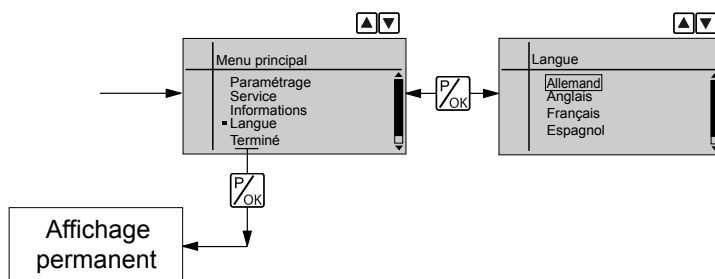 Menu principal
Paramétrage
Service
Informations
Langue
Terminé
P/OK
Langue
Allemand
Anglais
Français
Espagnol
P/OK
Affichage
permanent